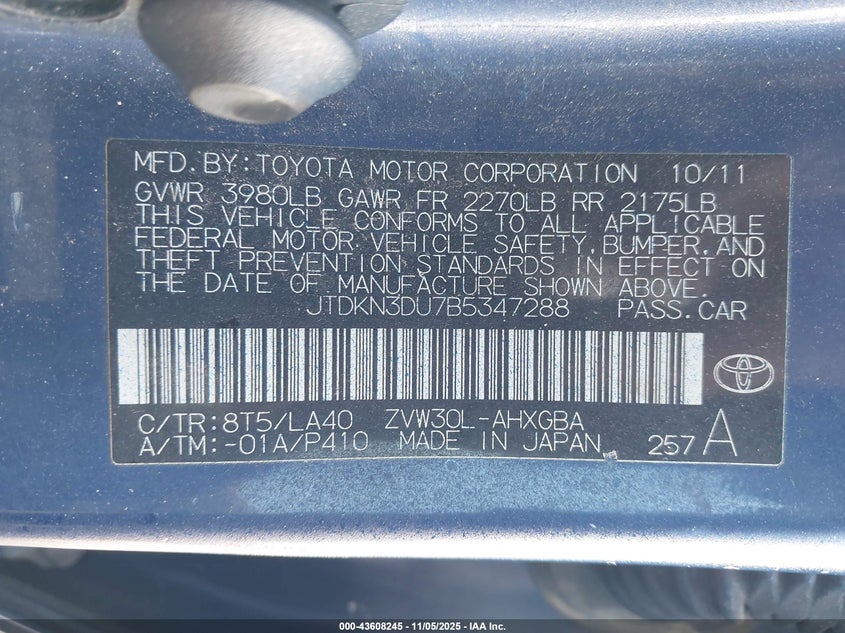 MFD. BY: TOYOTA MOTOR CORPORATION 10/11
GVWR 3980LB GAWR FR 2270LB RR 2175LB
THIS VEHICLE CONFORMS TO ALL APPLICABLE
FEDERAL MOTOR VEHICLE SAFETY, BUMPER, AND
THEFT PREVENTION STANDARDS IN EFFECT ON
THE DATE OF MANUFACTURE SHOWN ABOVE.
JTDKN3DU7B5347288 PASS. CAR
C/TR: 8T5/LA40 ZVW30L-AHXGBA
A/TM: -01A/P410 MADE IN JAPAN 257 A
000-43608245 - 11/05/2025 - IAA Inc.